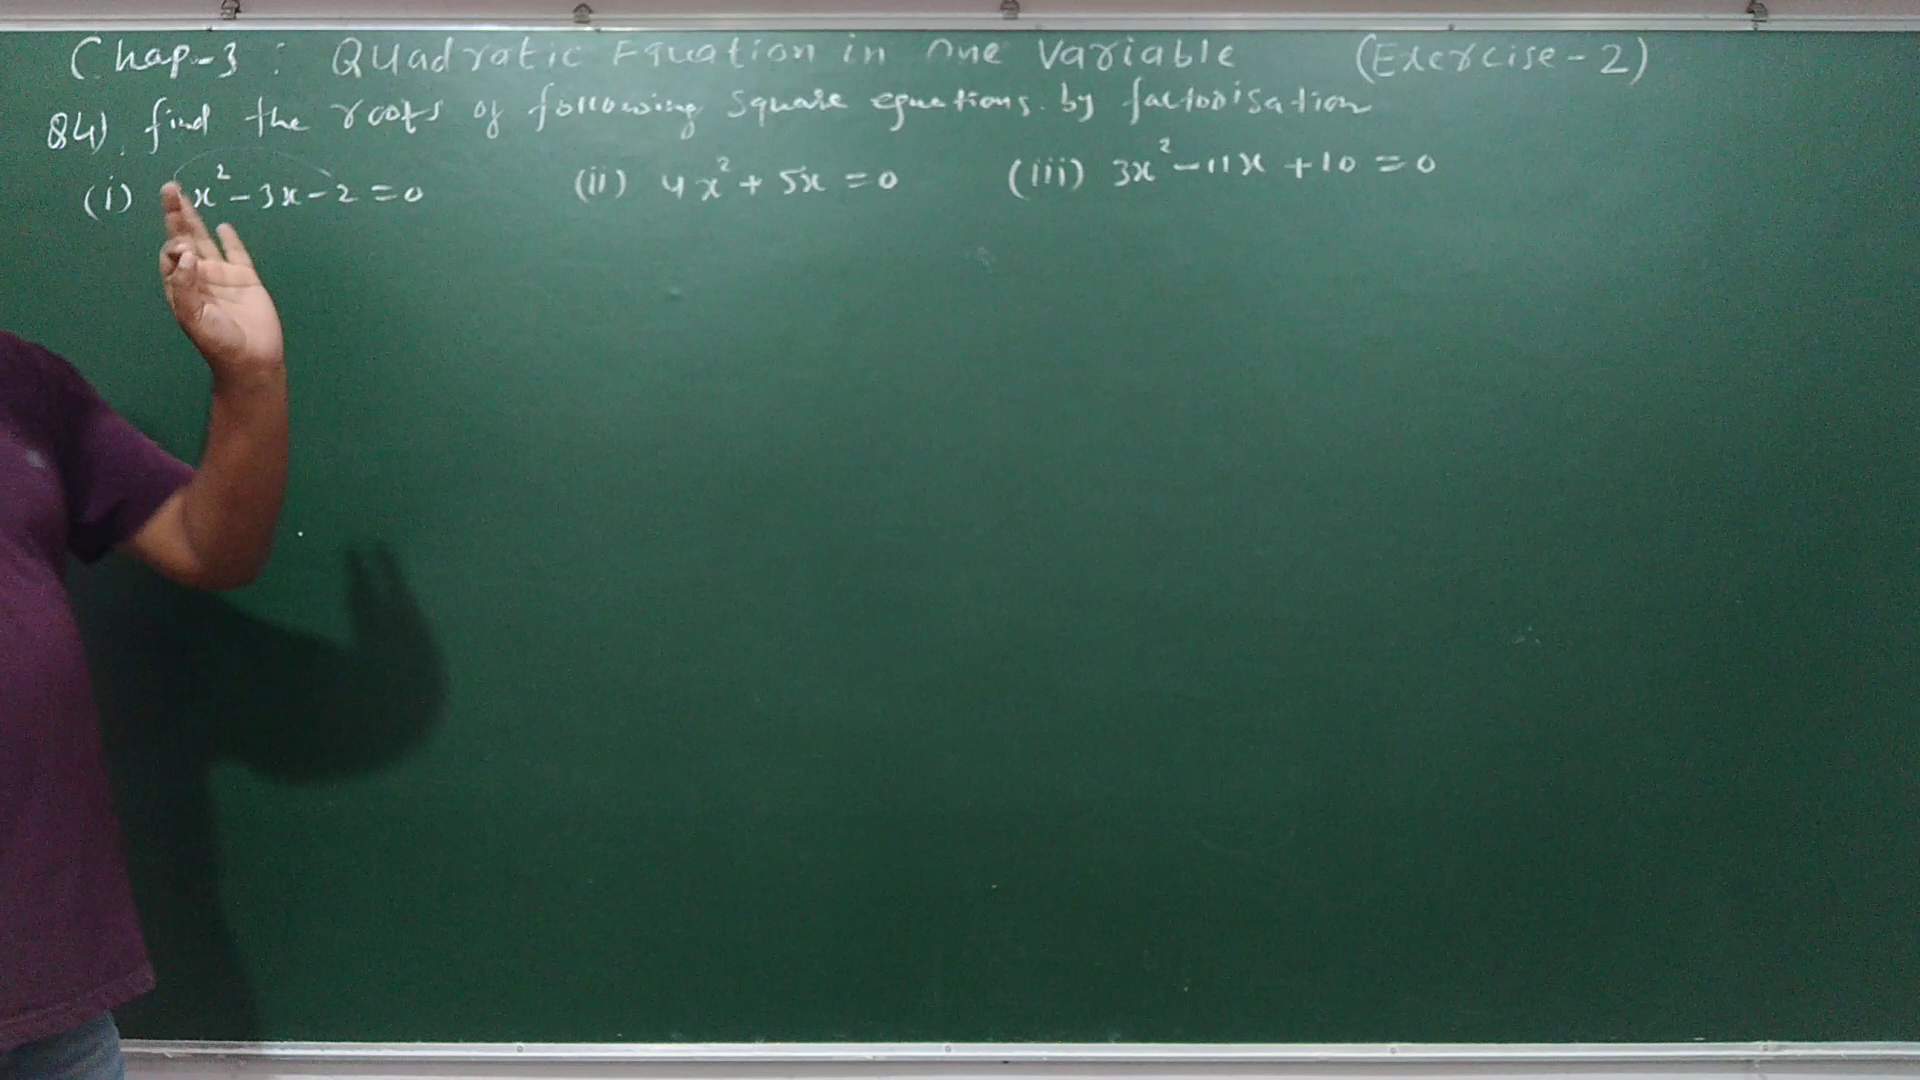 Chap-3 : Quadratic Equation in One Variable (Exercise-2)
Q4) find the roots of following square equations. by factorisation
(i) x² - 3x - 2 = 0 (ii) 4x² + 5x = 0 (iii) 3x² - 11x + 10 = 0